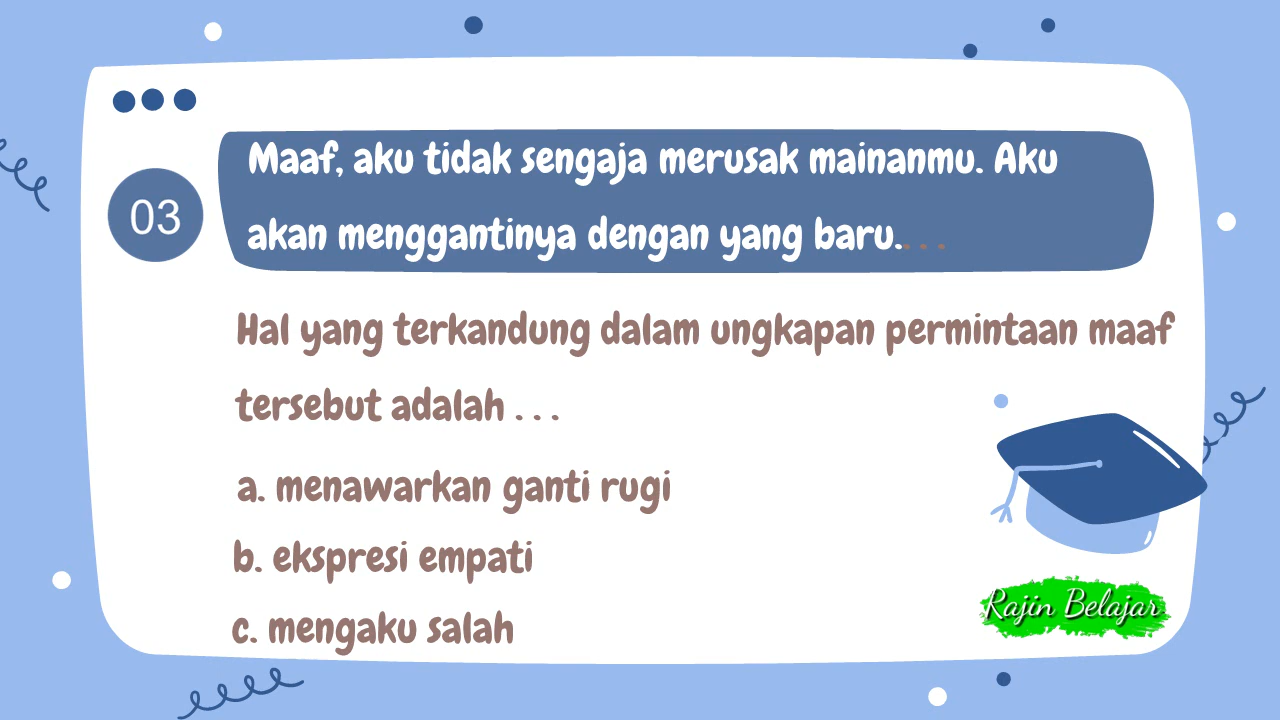 03
Maaf, aku tidak sengaja merusak mainanmu. Aku
akan menggantinya dengan yang baru. . . .
Hal yang terkandung dalam ungkapan permintaan maaf
tersebut adalah . . .
a. menawarkan ganti rugi
b. ekspresi empati
c. mengaku salah
Rajin Belajar